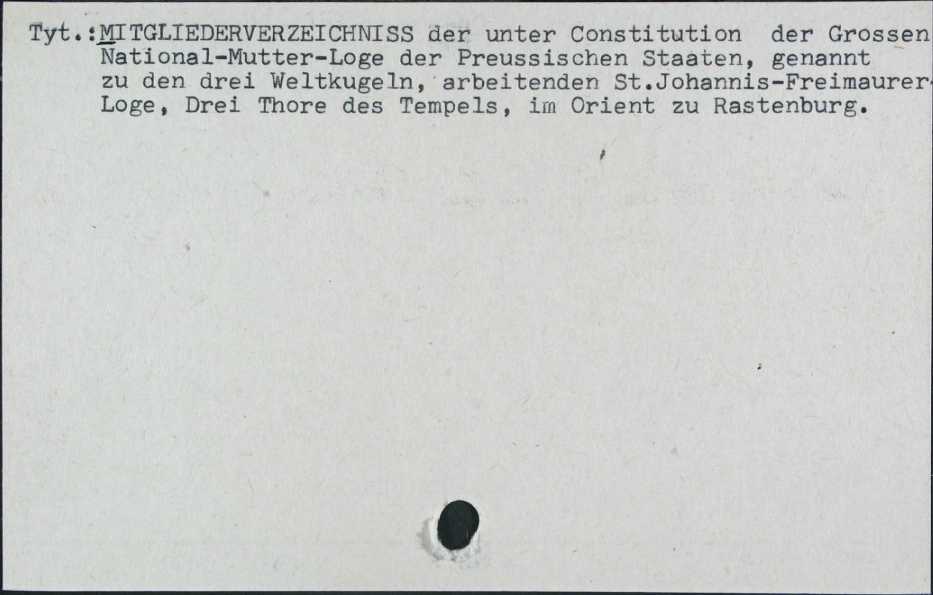 Tyt.:MITGLIEDERVERZEICHNISS der unter Constitution  der Grossen
National-Mutter-Loge der Preussischen Staaten, genannt
zu den drei Weltkugeln, arbeitenden St.Johannis-Freimaurer-
Loge, Drei Thore des Tempels, im Orient zu Rastenburg.